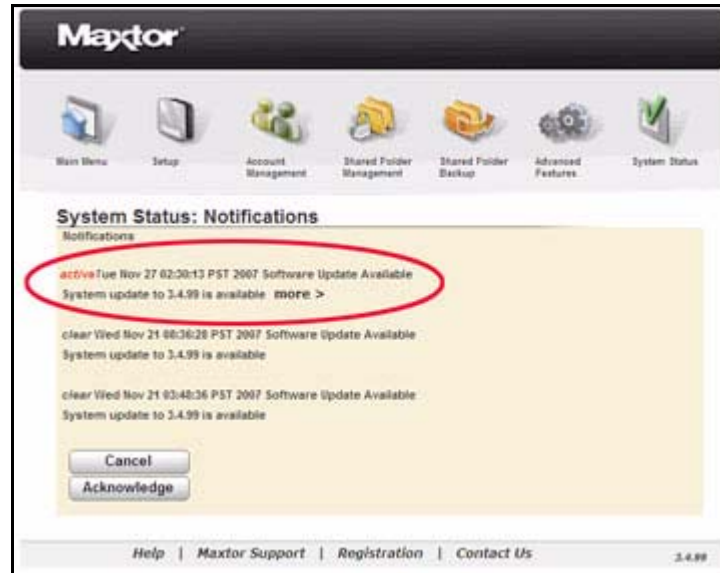 Maxtor
Main Menu
Setup
Account Management
Shared Folder Management
Shared Folder Backup
Advanced Features
System Status
System Status: Notifications
Notifications
active Tue Nov 27 02:30:13 PST 2007 Software Update Available
System update to 3.4.99 is available more >
clear Wed Nov 21 08:36:28 PST 2007 Software Update Available
System update to 3.4.99 is available
clear Wed Nov 21 03:48:36 PST 2007 Software Update Available
System update to 3.4.99 is available
Cancel
Acknowledge
Help | Maxtor Support | Registration | Contact Us
3.4.99